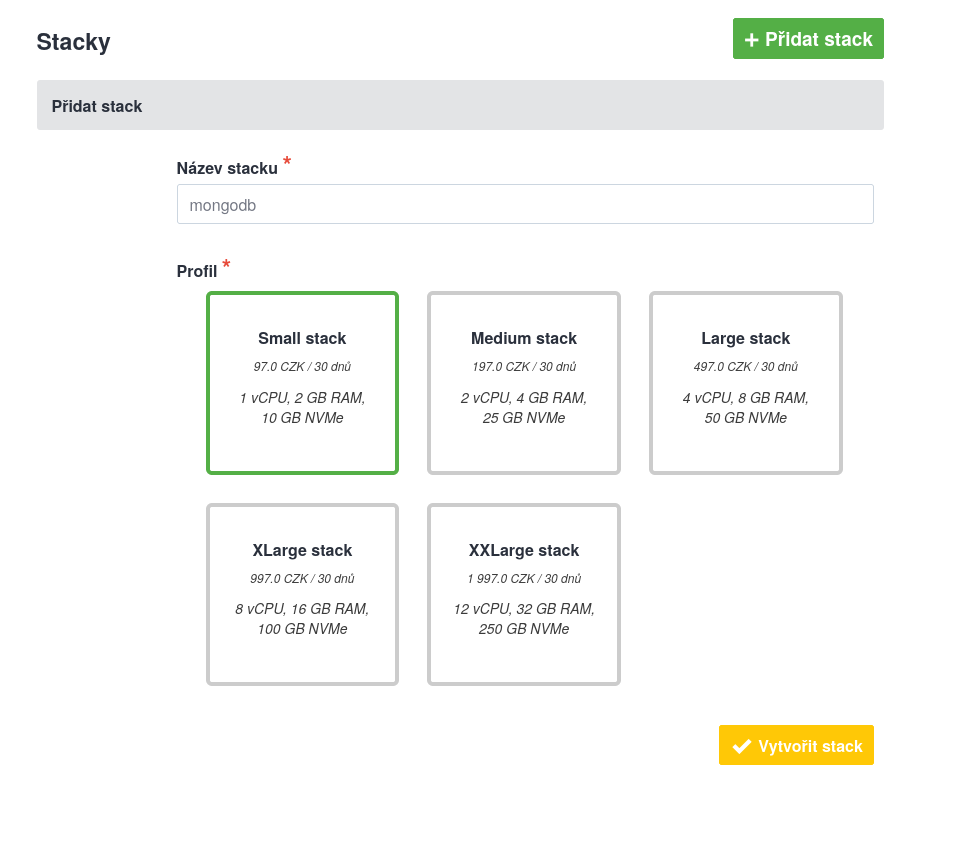 Stacky
+ Přidat stack
Přidat stack
Název stacku *
mongodb
Profil *
Small stack
97.0 CZK / 30 dnů
1 vCPU, 2 GB RAM,
10 GB NVMe
Medium stack
197.0 CZK / 30 dnů
2 vCPU, 4 GB RAM,
25 GB NVMe
Large stack
497.0 CZK / 30 dnů
4 vCPU, 8 GB RAM,
50 GB NVMe
XLarge stack
997.0 CZK / 30 dnů
8 vCPU, 16 GB RAM,
100 GB NVMe
XXLarge stack
1 997.0 CZK / 30 dnů
12 vCPU, 32 GB RAM,
250 GB NVMe
Vytvořit stack